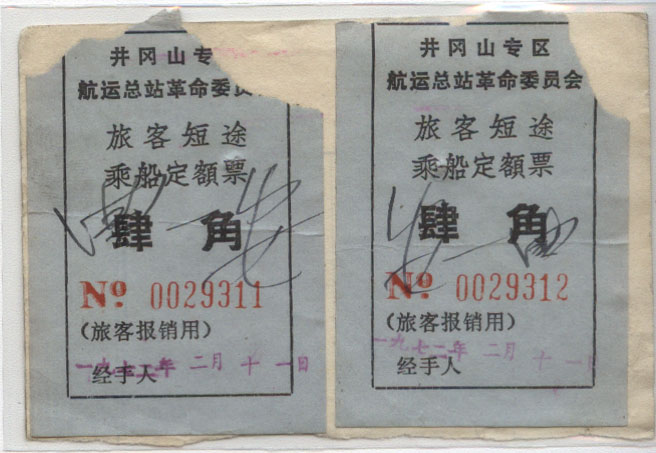 井冈山专
航运总站革命委员
旅客短途
乘船定額票
肆角
No 0029311
(旅客报销用)
一九七二年 二月 十一日
经手人
井冈山专区
航运总站革命委员会
旅客短途
乘船定額票
肆角
No 0029312
(旅客报销用)
一九七二年 二月 十一
经手人